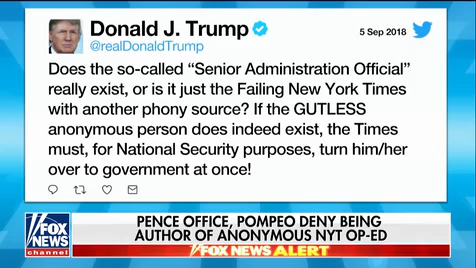 Donald J. Trump
@realDonaldTrump
5 Sep 2018
Does the so-called “Senior Administration Official”
really exist, or is it just the Failing New York Times
with another phony source? If the GUTLESS
anonymous person does indeed exist, the Times
must, for National Security purposes, turn him/her
over to government at once!
FOX
NEWS
channel
PENCE OFFICE, POMPEO DENY BEING
AUTHOR OF ANONYMOUS NYT OP-ED
FOX NEWS ALERT